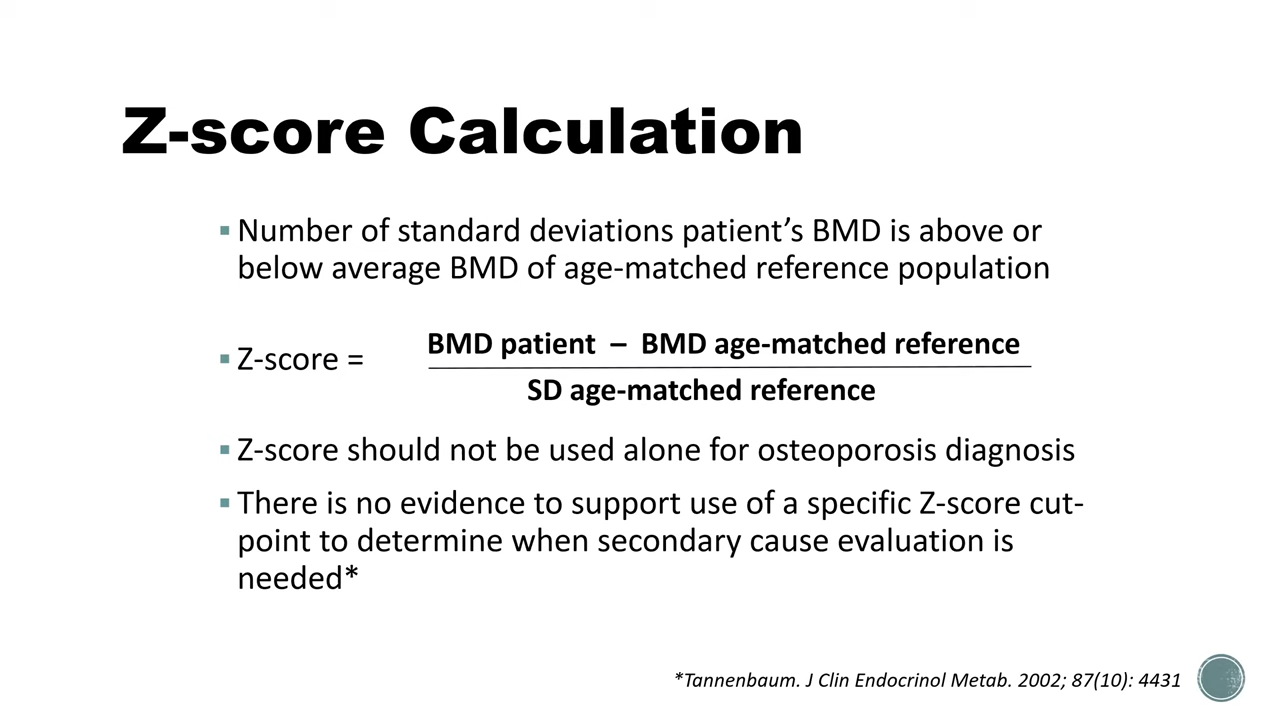 Z-score Calculation
Number of standard deviations patient’s BMD is above or
below average BMD of age-matched reference population
BMD patient – BMD age-matched reference
Z-score =
SD age-matched reference
Z-score should not be used alone for osteoporosis diagnosis
There is no evidence to support use of a specific Z-score cut-
point to determine when secondary cause evaluation is
needed*
*Tannenbaum. J Clin Endocrinol Metab. 2002; 87(10): 4431